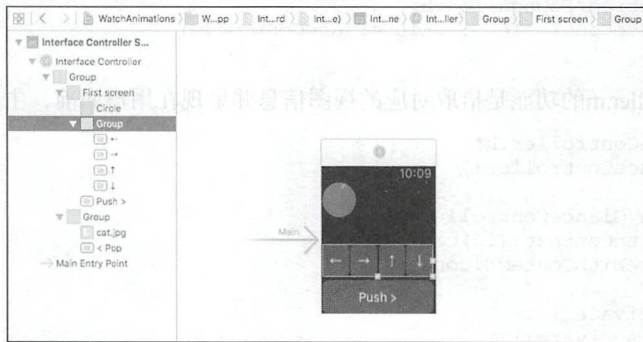 WatchAnimations W...pp Int...rd Int...e) Int...ne Int...ller Group First screen Group
Interface Controller S...
Interface Controller
Group
First screen
Circle
Group
←
→
↑
↓
Push >
Group
cat.jpg
< Pop
Main Entry Point
10:09
Main
← → ↑ ↓
Push >